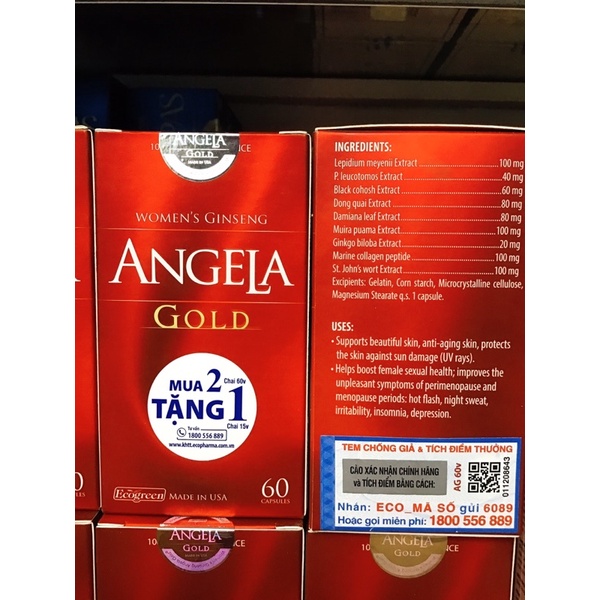 ANGELA
GOLD
MADE IN USA
WOMEN'S GINSENG
ANGELA
GOLD
MUA 2 Chai 60v
TẶNG 1 Chai 15v
Tư vấn
1800 556 889
www.khtt.ecopharma.com.vn
Ecogreen MADE IN USA
60
CAPSULES
INGREDIENTS:
Lepidium meyenii Extract 100 mg
P. leucotomos Extract 40 mg
Black cohosh Extract 60 mg
Dong quai Extract 80 mg
Damiana leaf Extract 80 mg
Muira puama Extract 100 mg
Ginkgo biloba Extract 20 mg
Marine collagen peptide 100 mg
St. John's wort Extract 100 mg
Excipients: Gelatin, Corn starch, Microcrystalline cellulose,
Magnesium Stearate q.s. 1 capsule.
USES:
• Supports beautiful skin, anti-aging skin, protects
the skin against sun damage (UV rays).
• Helps boost female sexual health; improves the
unpleasant symptoms of perimenopause and
menopause periods: hot flash, night sweat,
irritability, insomnia, depression.
TEM CHỐNG GIẢ & TÍCH ĐIỂM THƯỞNG
CÀO XÁC NHẬN CHÍNH HÃNG
và TÍCH ĐIỂM BẰNG CÁCH:
AG 60v
011208643
Nhắn: ECO_MÃ SỐ gửi 6089
Hoặc gọi miễn phí: 1800 556 889
ANGELA
GOLD
ANGELA
GOLD